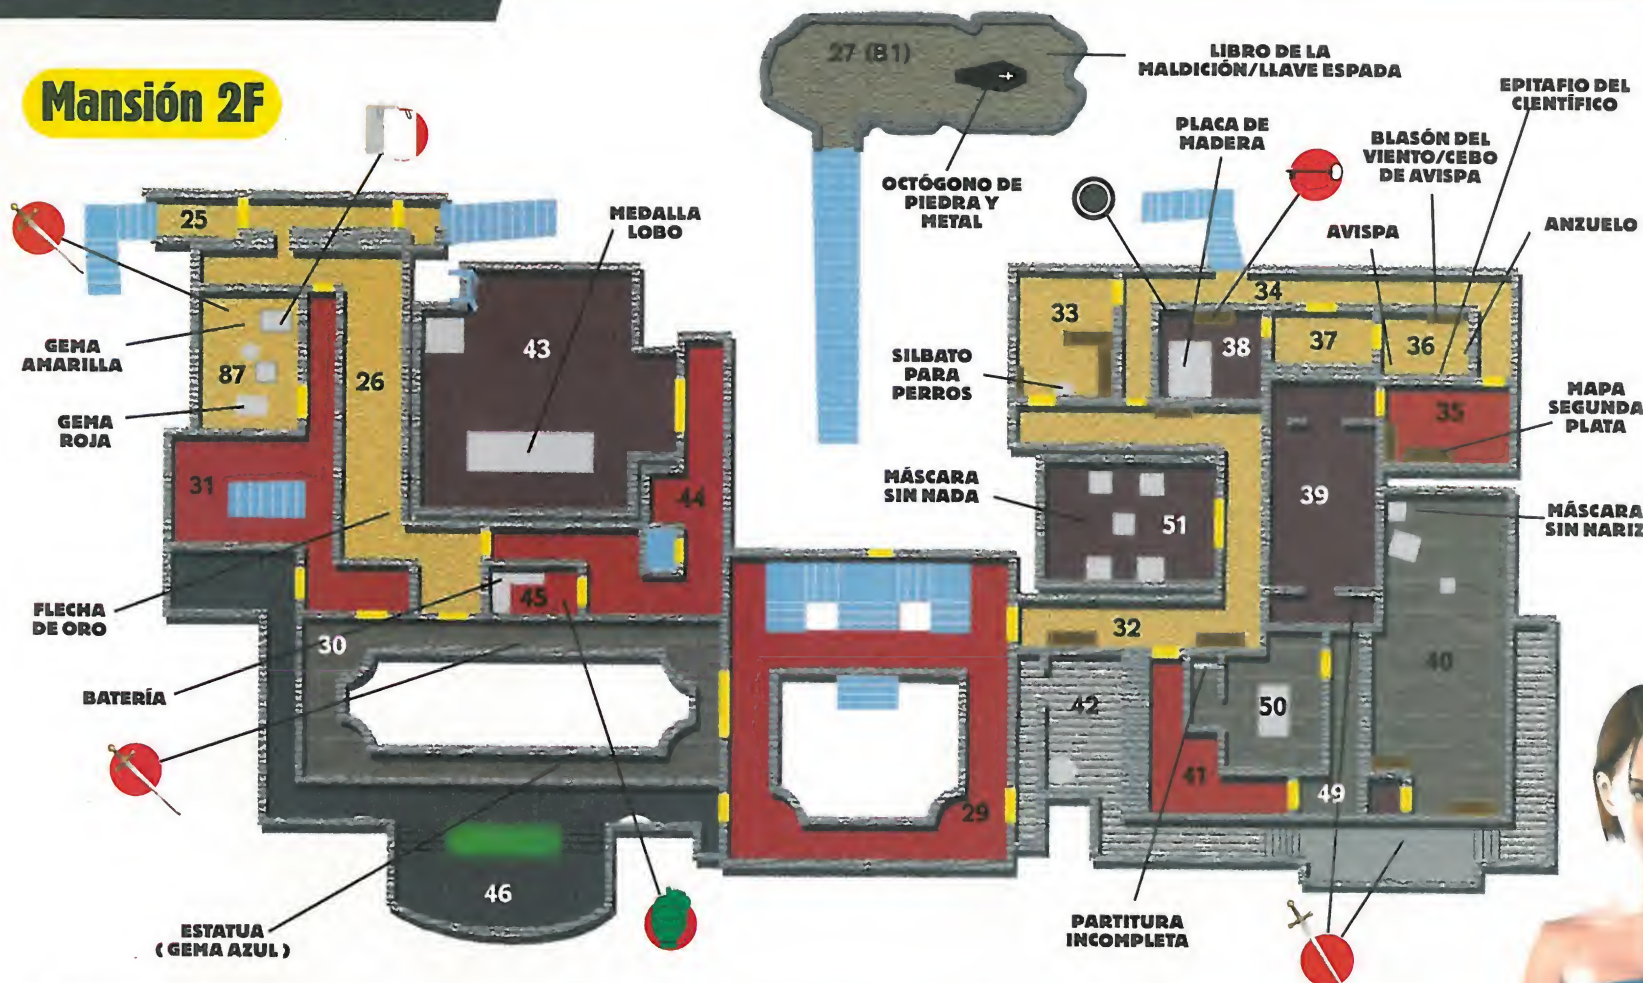 Mansión 2F
27 (B1)
LIBRO DE LA
MALDICIÓN/LLAVE ESPADA
EPITAFIO DEL
CIENTÍFICO
PLACA DE
MADERA
BLASÓN DEL
VIENTO/CEBO
DE AVISPA
OCTÓGONO DE
PIEDRA Y
METAL
MEDALLA
LOBO
AVISPA
ANZUELO
25
GEMA
AMARILLA
87
26
43
GEMA
ROJA
33
34
38
37
36
SILBATO
PARA
PERROS
MAPA
SEGUNDA
PLATA
35
31
44
MÁSCARA
SIN NADA
51
39
MÁSCARA
SIN NARIZ
FLECHA
DE ORO
45
30
32
40
BATERÍA
42
50
41
49
29
46
ESTATUA
( GEMA AZUL )
PARTITURA
INCOMPLETA